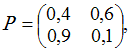 P = (0,4 0,6
0,9 0,1),